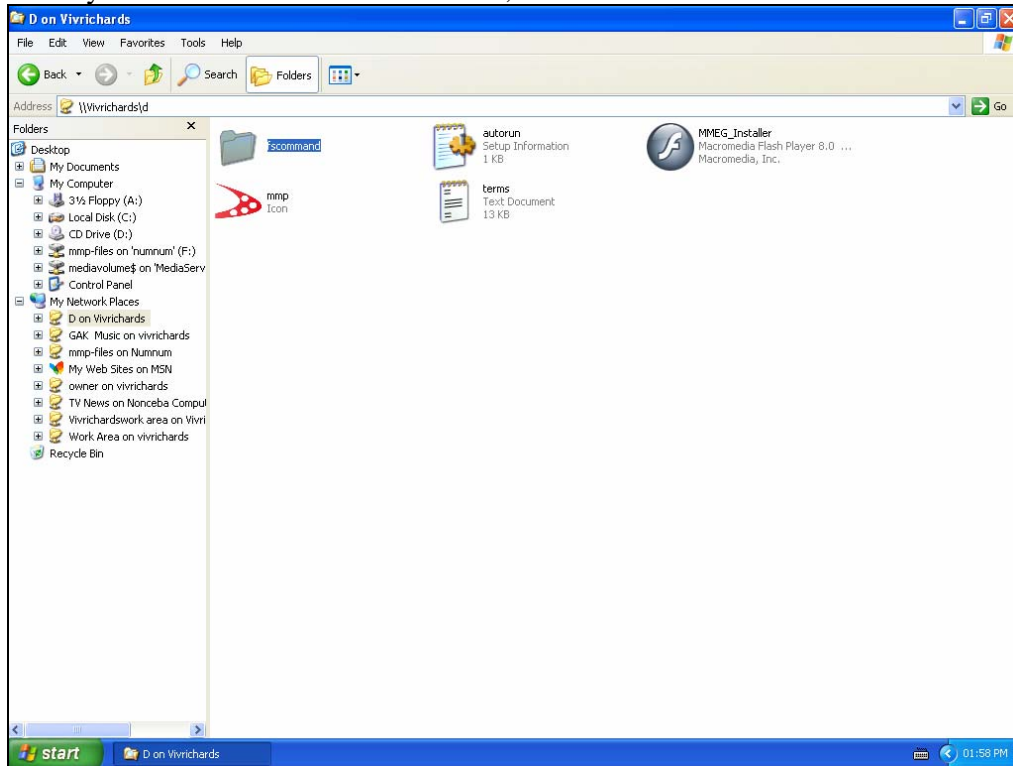 D on Vivrichards
File Edit View Favorites Tools Help
Back Search Folders
Address \\Vivrichards\d Go
Folders
Desktop
My Documents
My Computer
3½ Floppy (A:)
Local Disk (C:)
CD Drive (D:)
mmp-files on 'numnum' (F:)
mediavolume$ on 'MediaServ
Control Panel
My Network Places
D on Vivrichards
GAK Music on vivrichards
mmp-files on Numnum
My Web Sites on MSN
owner on vivrichards
TV News on Nonceba Comput
Vivrichardswork area on Vivri
Work Area on vivrichards
Recycle Bin
fscommand
autorun
Setup Information
1 KB
MMEG_Installer
Macromedia Flash Player 8.0 ...
Macromedia, Inc.
mmp
Icon
terms
Text Document
13 KB
start D on Vivrichards 01:58 PM